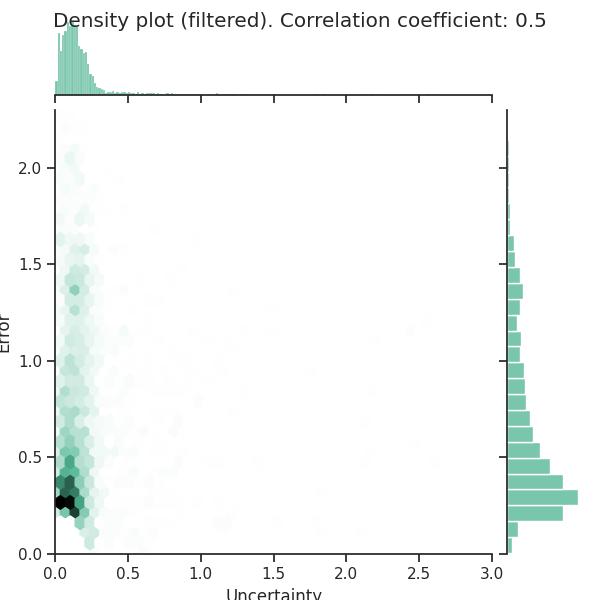 Density plot (filtered). Correlation coefficient: 0.5
2.0
1.5
1.0
0.5
0.0
Error
0.0 0.5 1.0 1.5 2.0 2.5 3.0
Uncertainty